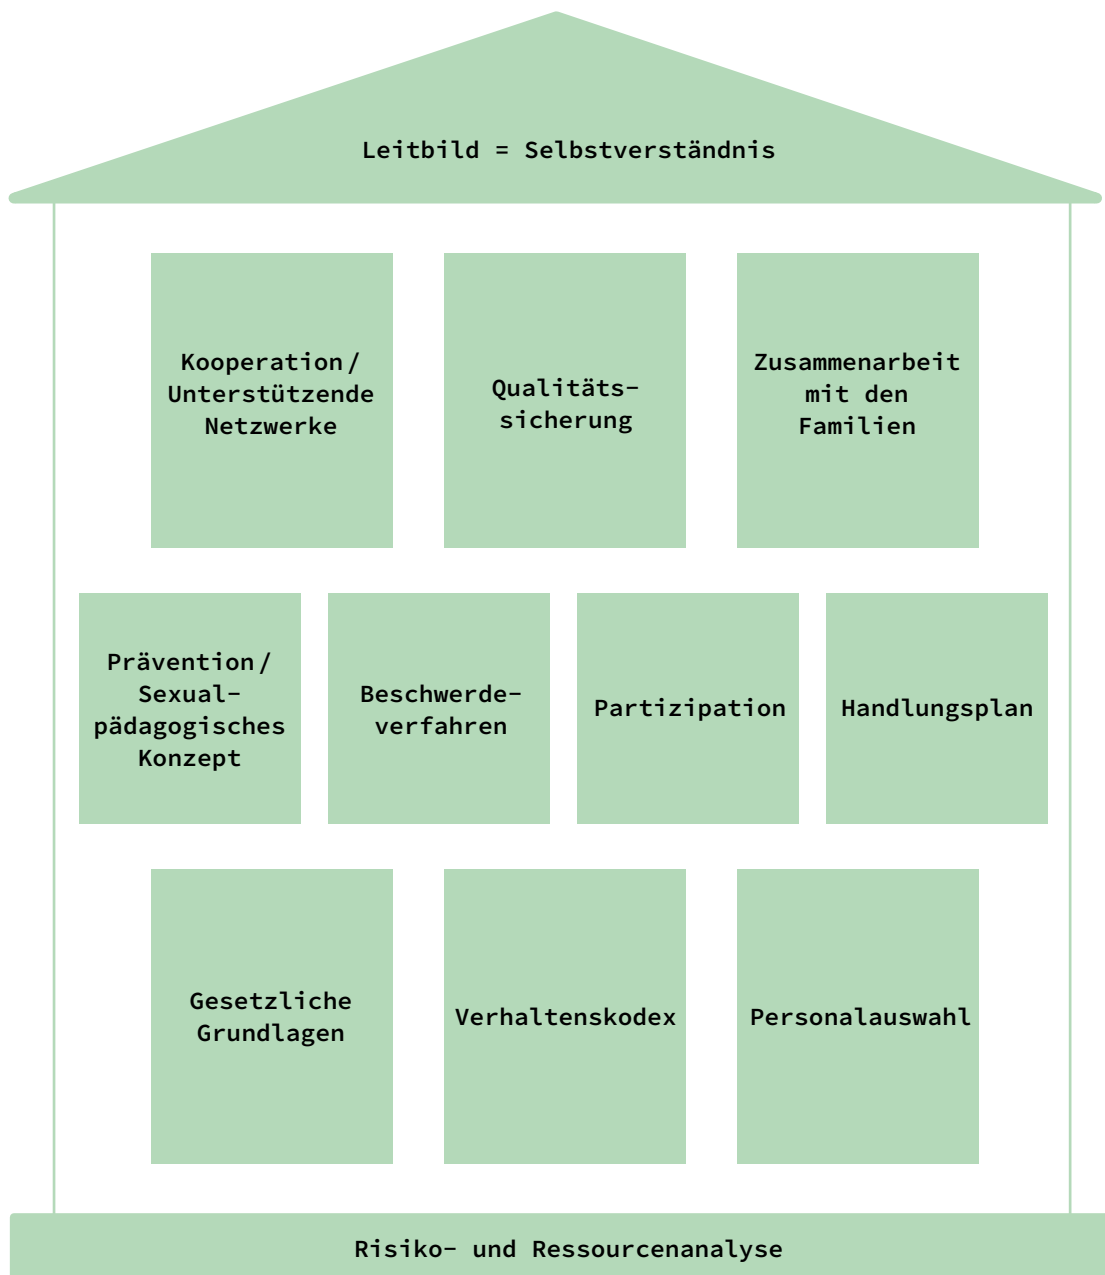 Leitbild = Selbstverständnis
Kooperation /
Unterstützende
Netzwerke
Qualitäts-
sicherung
Zusammenarbeit
mit den
Familien
Prävention /
Sexual-
pädagogisches
Konzept
Beschwerde-
verfahren
Partizipation
Handlungsplan
Gesetzliche
Grundlagen
Verhaltenskodex
Personalauswahl
Risiko- und Ressourcenanalyse